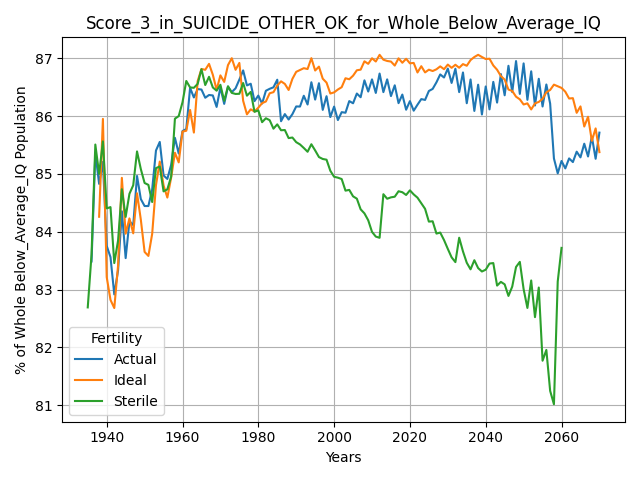 Score_3_in_SUICIDE_OTHER_OK_for_Whole_Below_Average_IQ
% of Whole Below_Average_IQ Population
87
86
85
84
83
82
81
Fertility
Actual
Ideal
Sterile
1940 1960 1980 2000 2020 2040 2060
Years